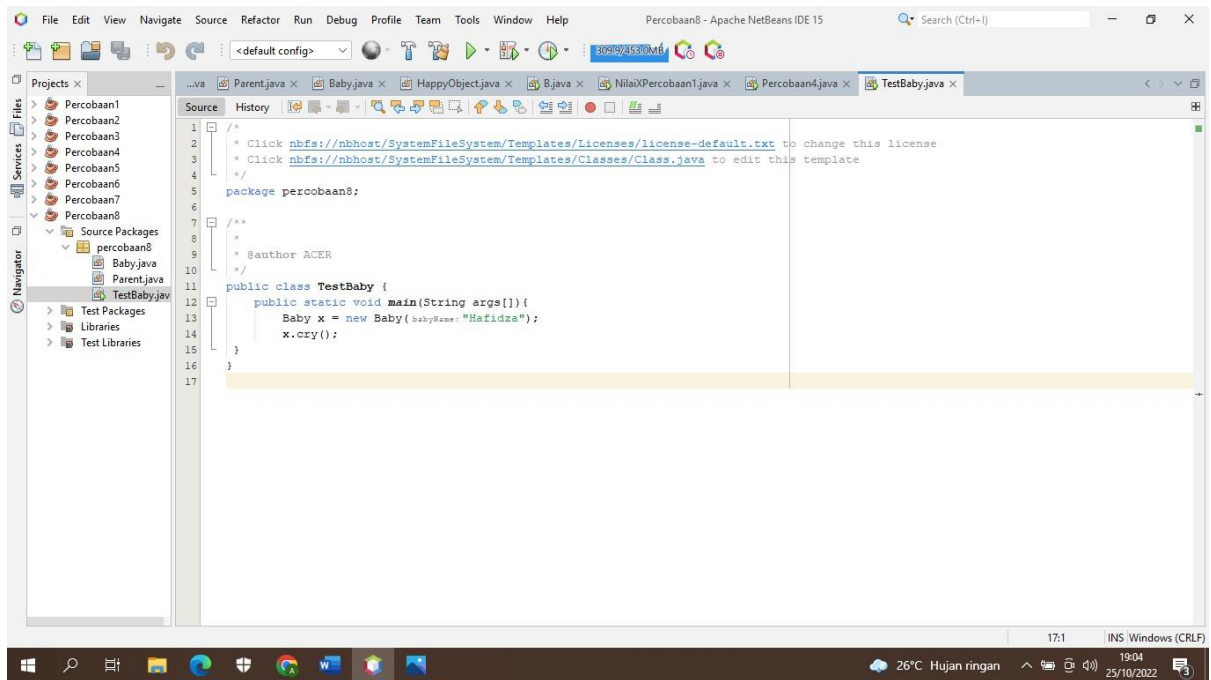 File Edit View Navigate Source Refactor Run Debug Profile Team Tools Window Help Percobaan8 - Apache NetBeans IDE 15 Search (Ctrl+I)
<default config> 309.9/453.0MB
Projects
...va Parent.java Baby.java HappyObject.java B.java NilaiXPercobaan1.java Percobaan4.java TestBaby.java
Files
Services
Navigator
Percobaan1
Percobaan2
Percobaan3
Percobaan4
Percobaan5
Percobaan6
Percobaan7
Percobaan8
Source Packages
percobaan8
Baby.java
Parent.java
TestBaby.jav
Test Packages
Libraries
Test Libraries
Source History
1 /*
2 * Click nbfs://nbhost/SystemFileSystem/Templates/Licenses/license-default.txt to change this license
3 * Click nbfs://nbhost/SystemFileSystem/Templates/Classes/Class.java to edit this template
4 */
5 package percobaan8;
6
7 /**
8 *
9 * @author ACER
10 */
11 public class TestBaby {
12 public static void main(String args[]){
13 Baby x = new Baby( babyName: "Hafidza");
14 x.cry();
15 }
16 }
17
17:1 INS Windows (CRLF)
26°C Hujan ringan 19:04
25/10/2022 3